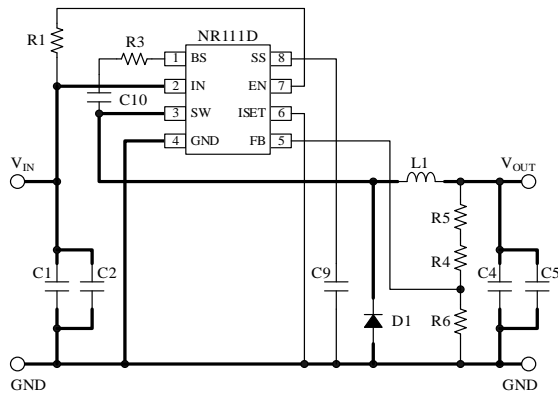 NR111D
R1
R3
1 BS SS 8
2 IN EN 7
3 SW ISET 6
4 GND FB 5
C10
VIN
L1
VOUT
R5
R4
C1
C2
C9
D1
R6
C4
C5
GND
GND